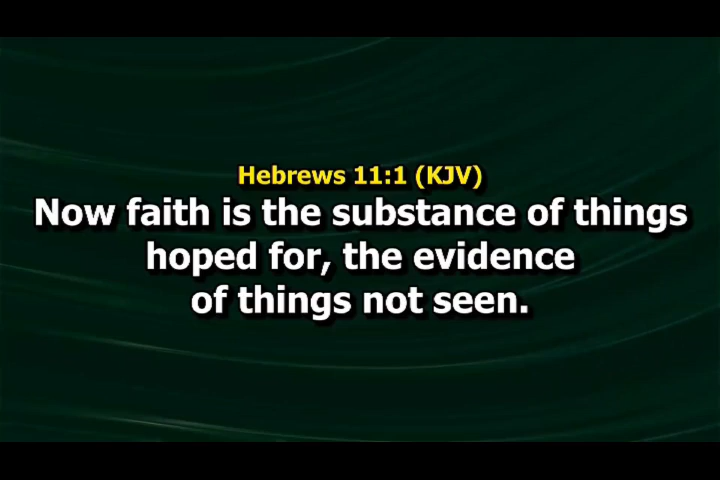 Hebrews 11:1 (KJV)
Now faith is the substance of things
hoped for, the evidence
of things not seen.